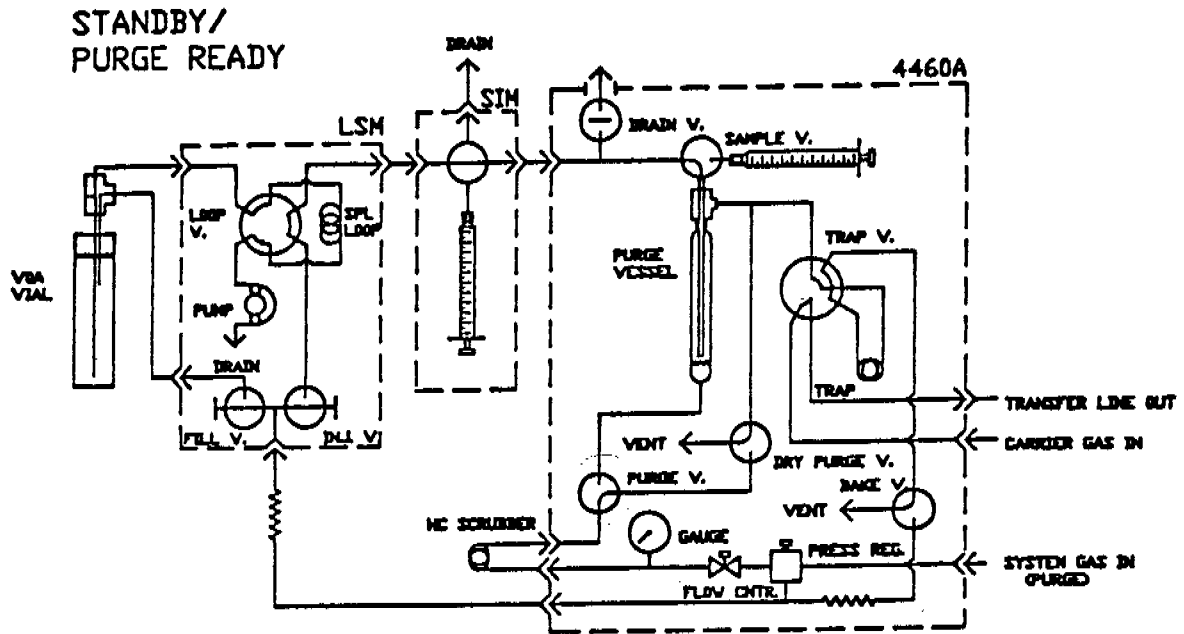 STANDBY/
PURGE READY
DRAIN
4460A
SIM
LSM
DRAIN V.
SAMPLE V.
LOOP
V.
SPL
LOOP
TRAP V.
PURGE
VESSEL
VOA
VIAL
PUMP
DRAIN
TRAP
TRANSFER LINE OUT
FILL V.
INJ. V.
VENT
CARRIER GAS IN
DRY PURGE V.
PURGE V.
BAKE V.
VENT
HC SCRUBBER
GAUGE
PRESS REG.
SYSTEM GAS IN
(PURGE)
FLOW CNTR.